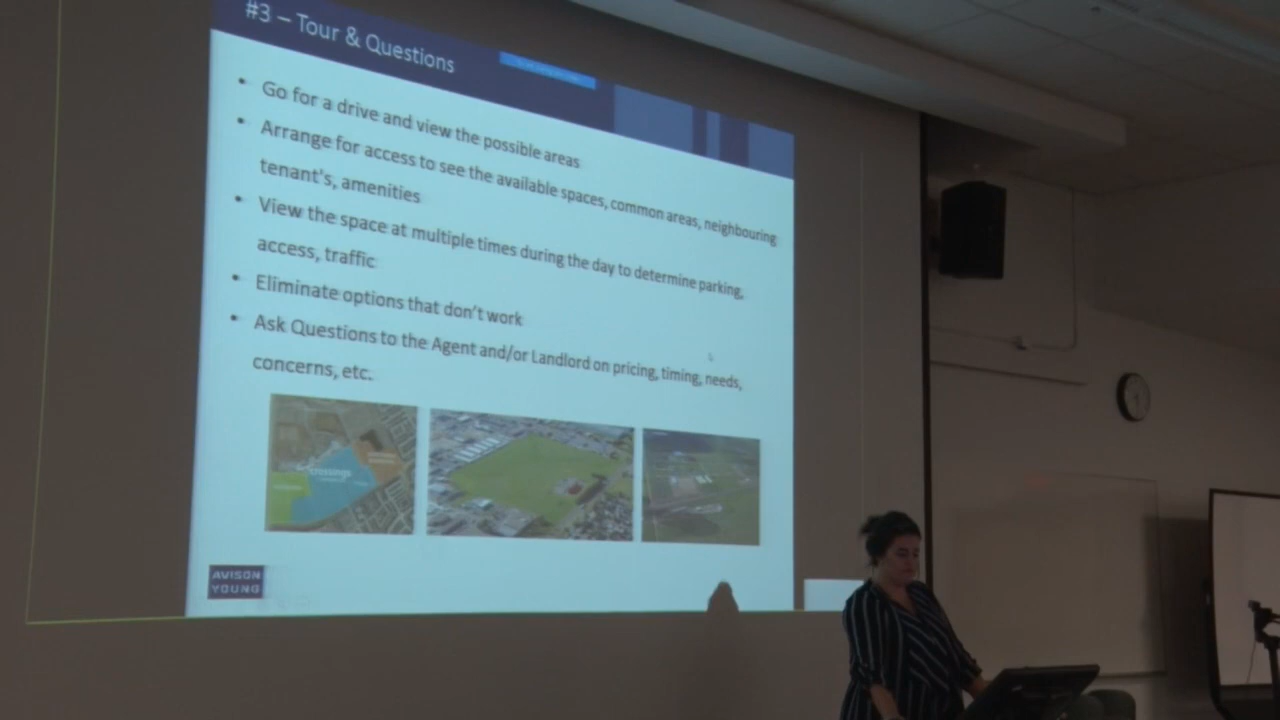 #3 – Tour & Questions
• Go for a drive and view the possible areas
• Arrange for access to see the available spaces, common areas, neighbouring
tenant's, amenities
• View the space at multiple times during the day to determine parking,
access, traffic
• Eliminate options that don't work
• Ask Questions to the Agent and/or Landlord on pricing, timing, needs,
concerns, etc.
crossings
AVISON
YOUNG